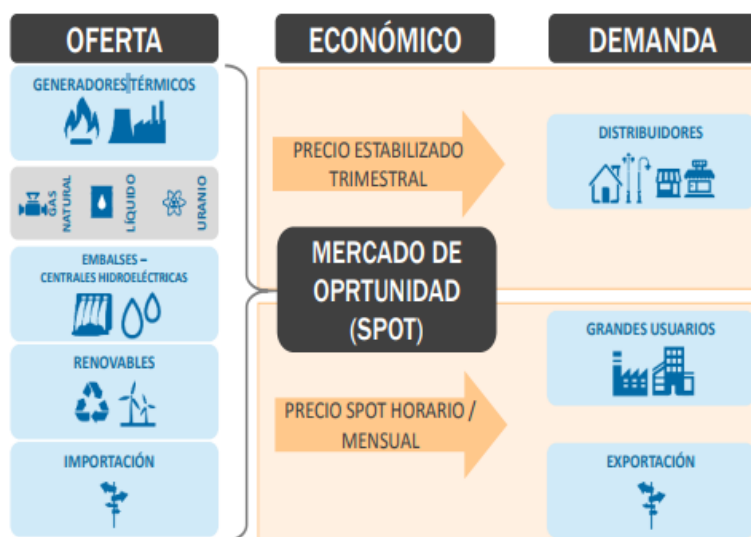 OFERTA
GENERADORES TÉRMICOS
GAS
NATURAL
LÍQUIDO
URANIO
EMBALSES –
CENTRALES HIDROELÉCTRICAS
RENOVABLES
IMPORTACIÓN
ECONÓMICO
PRECIO ESTABILIZADO
TRIMESTRAL
MERCADO DE
OPRTUNIDAD
(SPOT)
PRECIO SPOT HORARIO /
MENSUAL
DEMANDA
DISTRIBUIDORES
GRANDES USUARIOS
EXPORTACIÓN